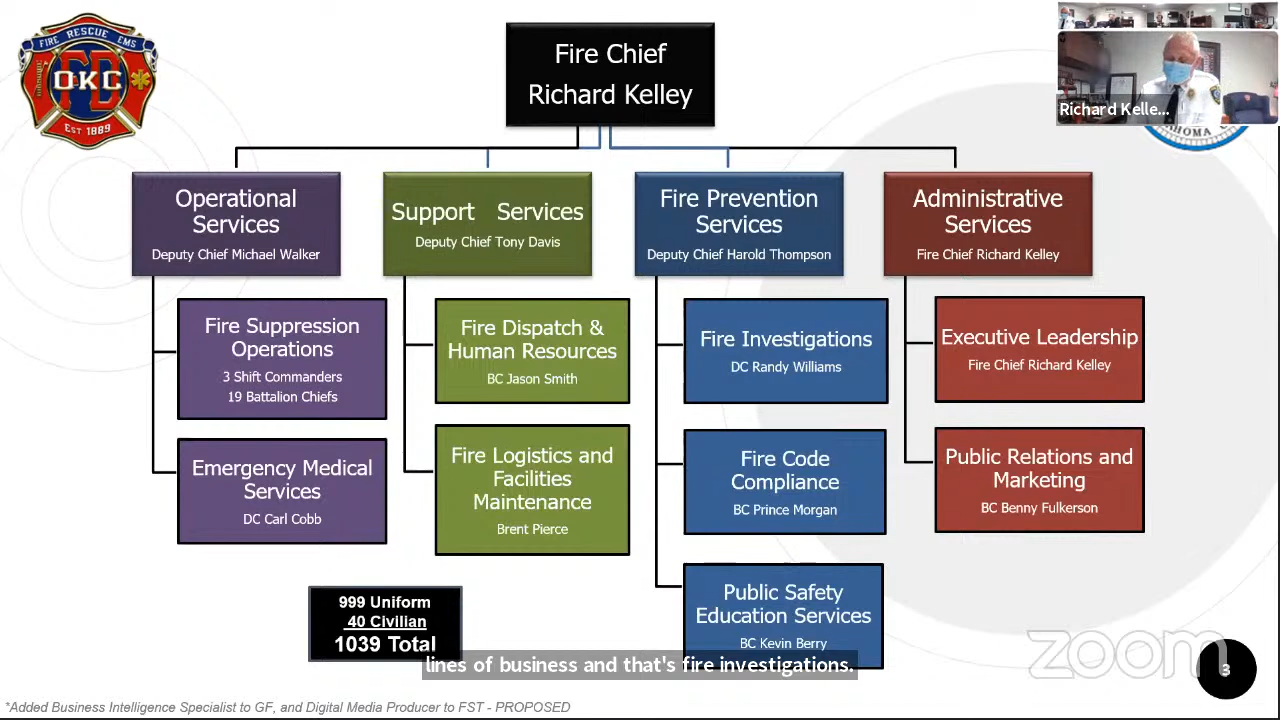 FIRE RESCUE EMS
OKC
FD
EST 1889
Fire Chief
Richard Kelley
Richard Kelle...
Operational
Services
Deputy Chief Michael Walker
Fire Suppression
Operations
3 Shift Commanders
19 Battalion Chiefs
Emergency Medical
Services
DC Carl Cobb
Support Services
Deputy Chief Tony Davis
Fire Dispatch &
Human Resources
BC Jason Smith
Fire Logistics and
Facilities
Maintenance
Brent Pierce
Fire Prevention
Services
Deputy Chief Harold Thompson
Fire Investigations
DC Randy Williams
Fire Code
Compliance
BC Prince Morgan
Public Safety
Education Services
BC Kevin Berry
Administrative
Services
Fire Chief Richard Kelley
Executive Leadership
Fire Chief Richard Kelley
Public Relations and
Marketing
BC Benny Fulkerson
999 Uniform
40 Civilian
1039 Total
lines of business and that's fire investigations.
zoom
3
*Added Business Intelligence Specialist to GF, and Digital Media Producer to FST - PROPOSED